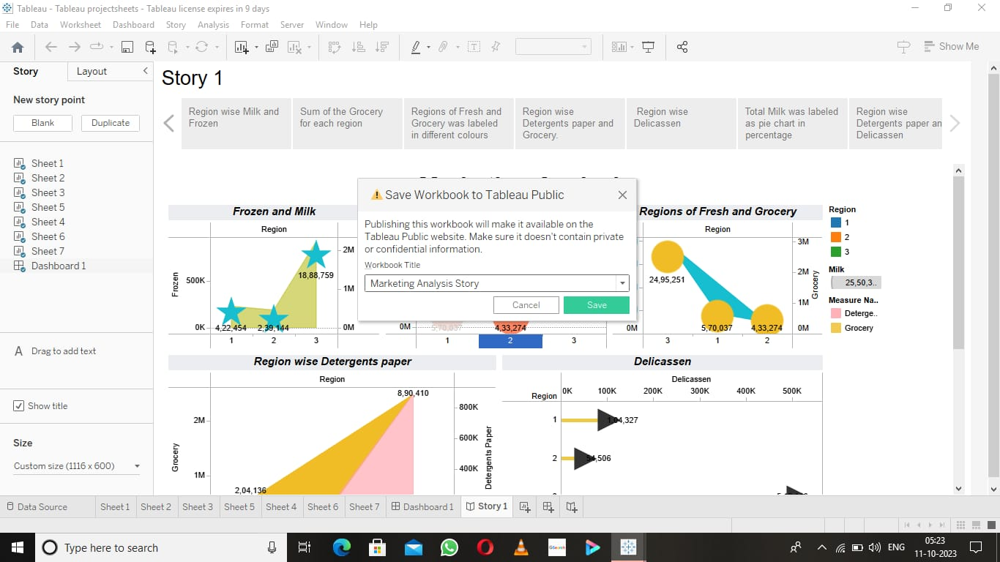 Tableau - Tableau projectsheets - Tableau license expires in 9 days
File Data Worksheet Dashboard Story Analysis Format Server Window Help
Show Me
Story
Layout
New story point
Blank
Duplicate
Sheet 1
Sheet 2
Sheet 3
Sheet 5
Sheet 4
Sheet 6
Sheet 7
Dashboard 1
A Drag to add text
Show title
Size
Custom size (1116 x 600)
Story 1
Region wise Milk and
Frozen
Sum of the Grocery
for each region
Regions of Fresh and
Grocery was labeled
in different colours
Region wise
Detergents paper and
Grocery.
Region wise
Delicassen
Total Milk was labeled
as pie chart in
percentage
Region wise
Detergents paper an
Delicassen
Save Workbook to Tableau Public
Publishing this workbook will make it available on the
Tableau Public website. Make sure it doesn't contain private
or confidential information.
Workbook Title
Marketing Analysis Story
Cancel
Save
Frozen and Milk
Region
Frozen
500K
0K
2M
1M
0M
18,88,759
4,22,454
2,39,144
1 2 3
0M
5,70,037
4,33,274
1 2 3
Regions of Fresh and Grocery
Region
0M
24,95,251
5,70,037
4,33,274
3M
2M
1M
0M
Grocery
3 1 2
Region
1
2
3
Milk
25,50,3..
Measure Na..
Deterge..
Grocery
Region wise Detergents paper
Region
8,90,410
2M
1M
Grocery
2,04,136
800K
600K
400K
Detergents Paper
Delicassen
Delicassen
Region 0K 100K 200K 300K 400K 500K
1 1,04,327
2 54,506
Data Source Sheet 1 Sheet 2 Sheet 3 Sheet 5 Sheet 4 Sheet 6 Sheet 7 Dashboard 1 Story 1
Type here to search
GSearch
ENG
05:23
11-10-2023